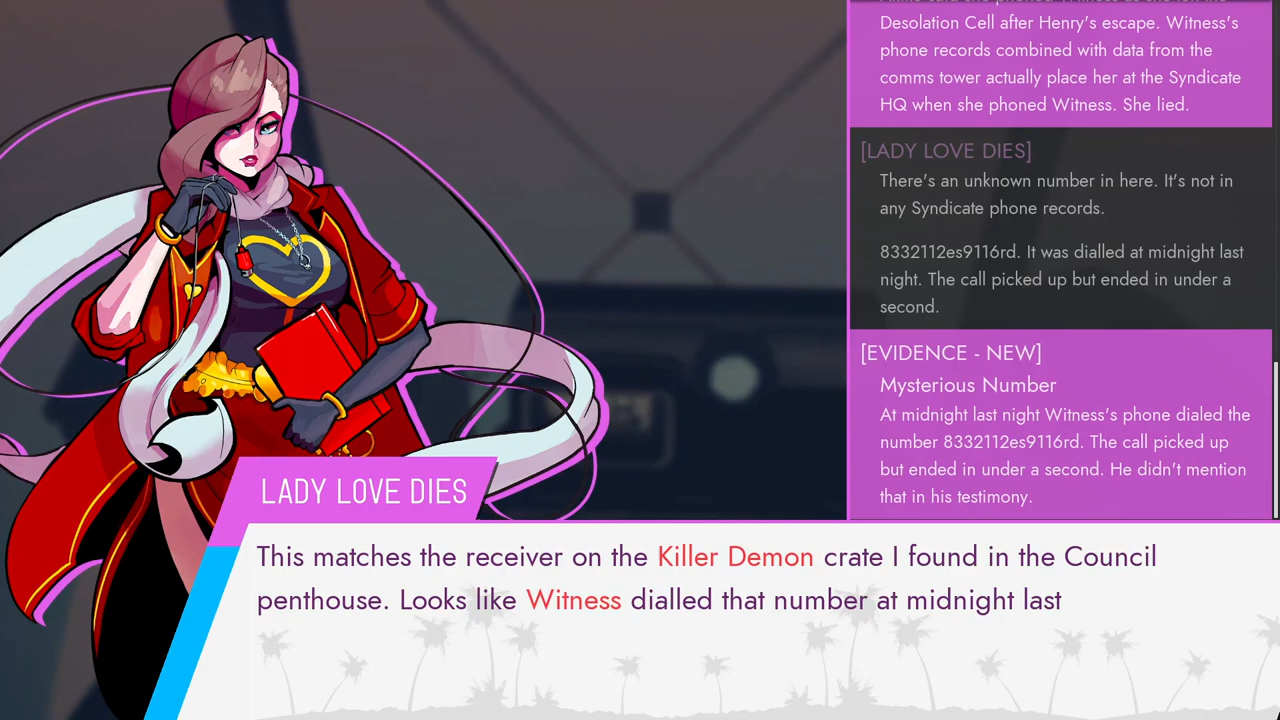 Desolation Cell after Henry's escape. Witness's
phone records combined with data from the
comms tower actually place her at the Syndicate
HQ when she phoned Witness. She lied.
[LADY LOVE DIES]
There's an unknown number in here. It's not in
any Syndicate phone records.
8332112es9116rd. It was dialled at midnight last
night. The call picked up but ended in under a
second.
[EVIDENCE - NEW]
Mysterious Number
At midnight last night Witness's phone dialed the
number 8332112es9116rd. The call picked up
but ended in under a second. He didn't mention
that in his testimony.
LADY LOVE DIES
This matches the receiver on the Killer Demon crate I found in the Council
penthouse. Looks like Witness dialled that number at midnight last